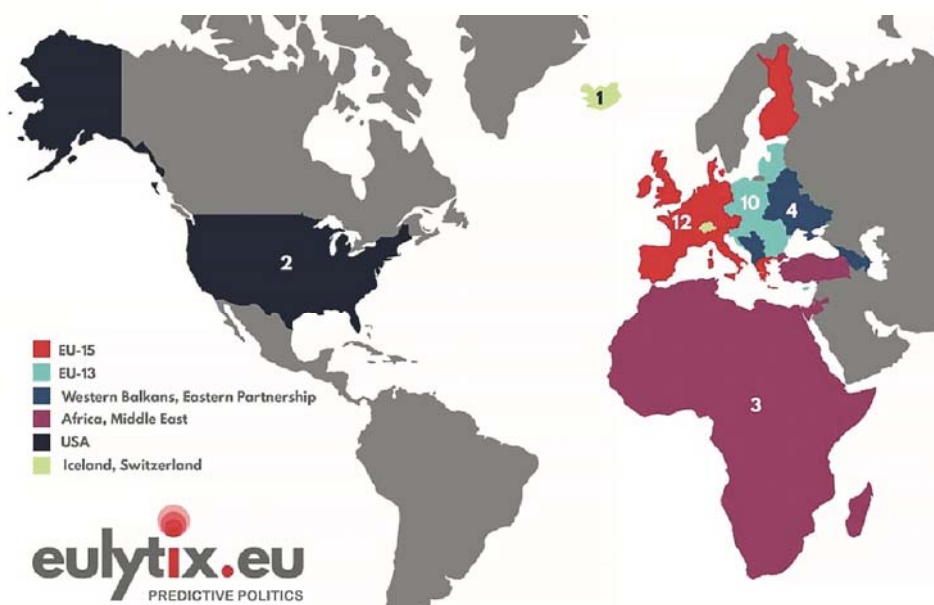 1
12
10
4
2
3
EU-15
EU-13
Western Balkans, Eastern Partnership
Africa, Middle East
USA
Iceland, Switzerland
eulytix.eu
PREDICTIVE POLITICS